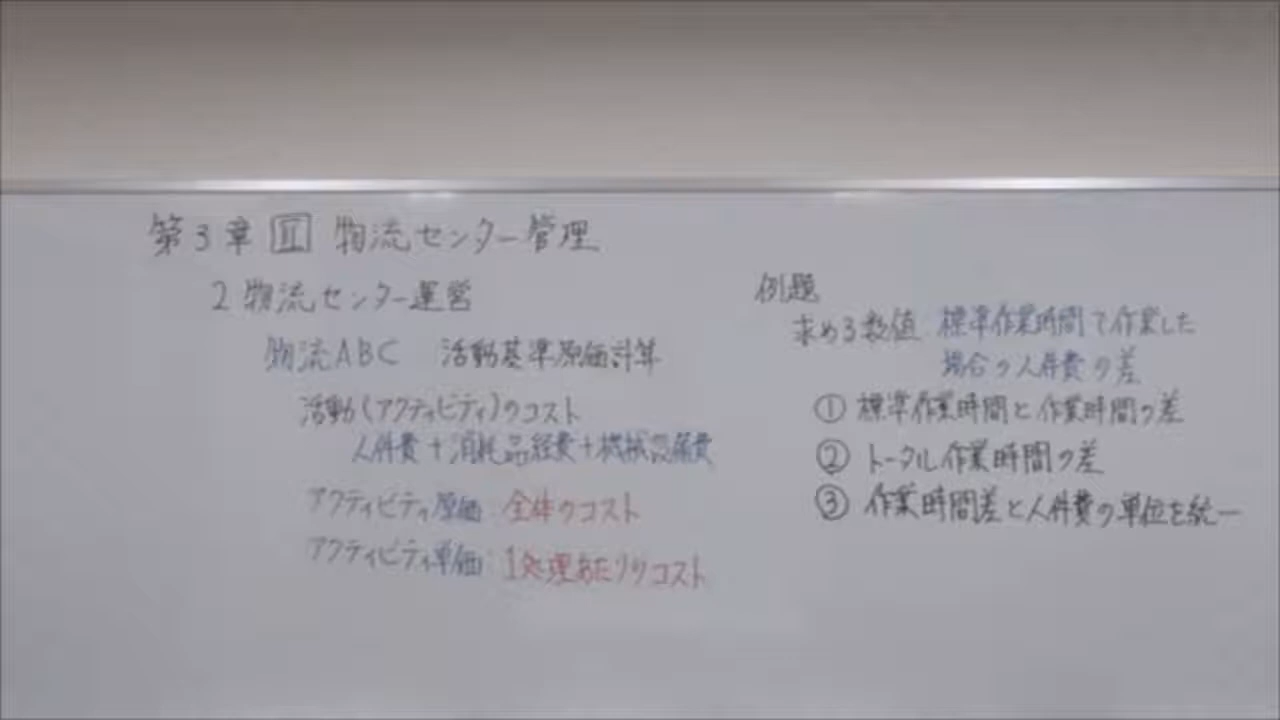 第3章 Ⅱ 物流センター管理
2 物流センター運営
物流ABC 活動基準原価計算
活動(アクティビティ)のコスト
人件費+消耗品経費+機械設備費
アクティビティ原価:全体のコスト
アクティビティ単価:1処理あたりのコスト
例題
求める数値 標準作業時間で作業した
場合の人件費の差
① 標準作業時間と作業時間の差
② トータル作業時間の差
③ 作業時間差と人件費の単位を統一